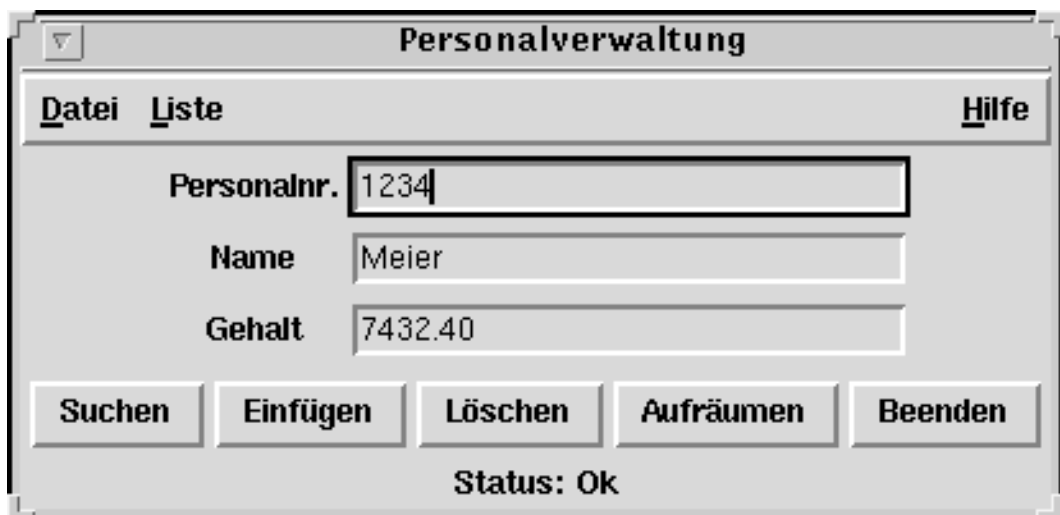 Personalverwaltung
Datei Liste Hilfe
Personalnr. 1234
Name Meier
Gehalt 7432.40
Suchen Einfügen Löschen Aufräumen Beenden
Status: Ok